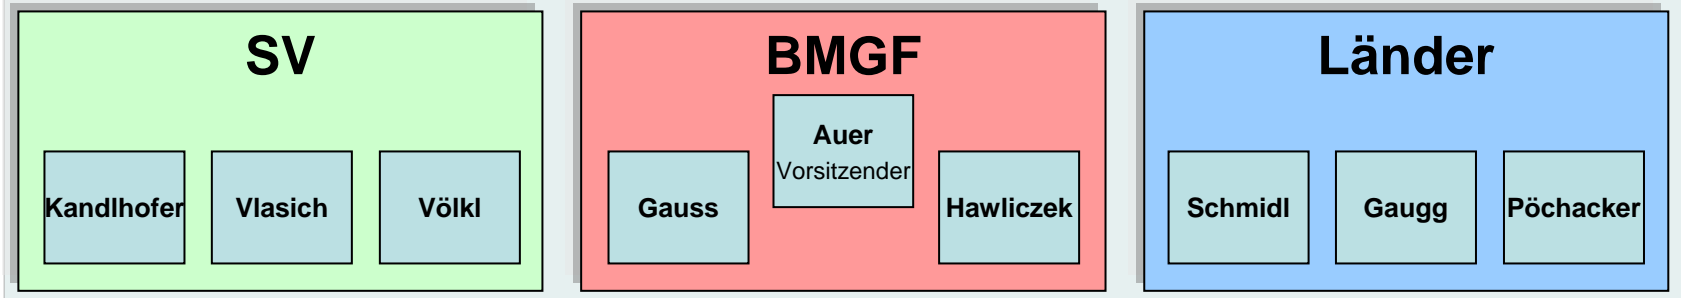 SV
Kandlhofer
Vlasich
Völkl
BMGF
Auer
Vorsitzender
Gauss
Hawliczek
Länder
Schmidl
Gaugg
Pöchacker